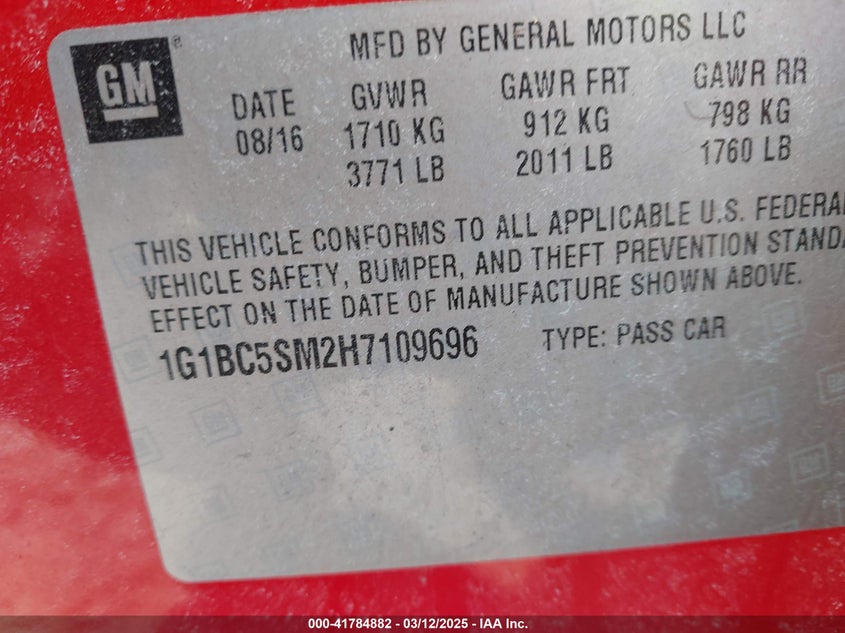 GM®
MFD BY GENERAL MOTORS LLC
DATE GVWR GAWR FRT GAWR RR
08/16 1710 KG 912 KG 798 KG
3771 LB 2011 LB 1760 LB
THIS VEHICLE CONFORMS TO ALL APPLICABLE U.S. FEDERAL
VEHICLE SAFETY, BUMPER, AND THEFT PREVENTION STANDA
EFFECT ON THE DATE OF MANUFACTURE SHOWN ABOVE.
1G1BC5SM2H7109696 TYPE: PASS CAR
000-41784882 — 03/12/2025 — IAA Inc.